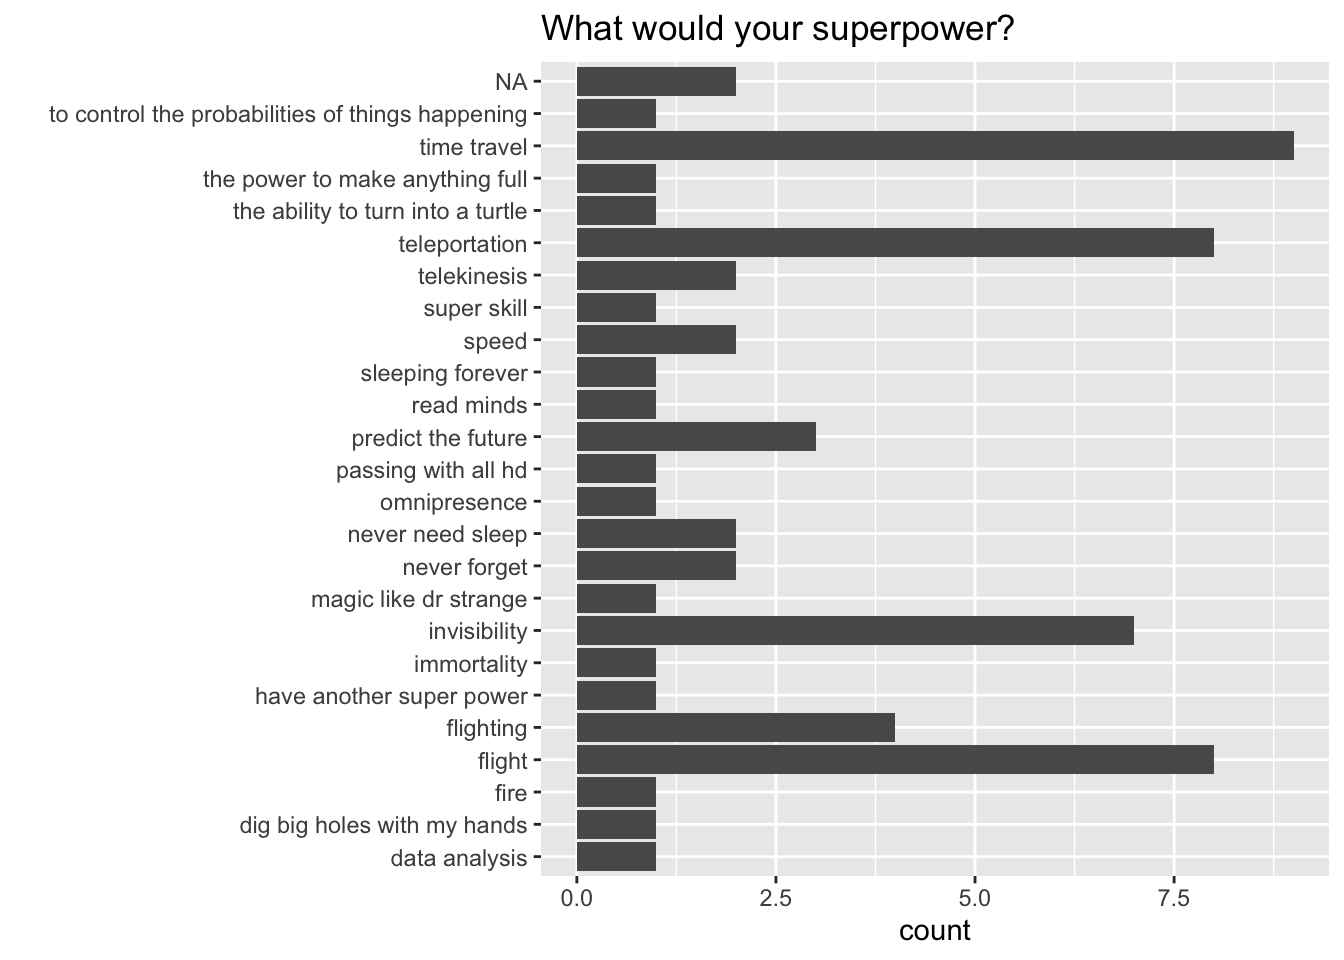 What would your superpower?
NA
to control the probabilities of things happening
time travel
the power to make anything full
the ability to turn into a turtle
teleportation
telekinesis
super skill
speed
sleeping forever
read minds
predict the future
passing with all hd
omnipresence
never need sleep
never forget
magic like dr strange
invisibility
immortality
have another super power
flighting
flight
fire
dig big holes with my hands
data analysis
0.0 2.5 5.0 7.5
count